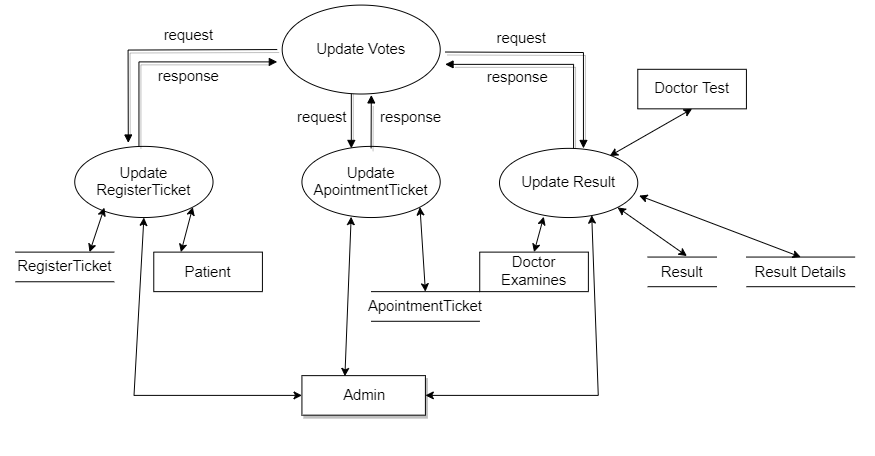 request
Update Votes
request
response
response
Doctor Test
request
response
Update
RegisterTicket
Update
ApointmentTicket
Update Result
RegisterTicket
Patient
Doctor
Examines
Result
Result Details
ApointmentTicket
Admin